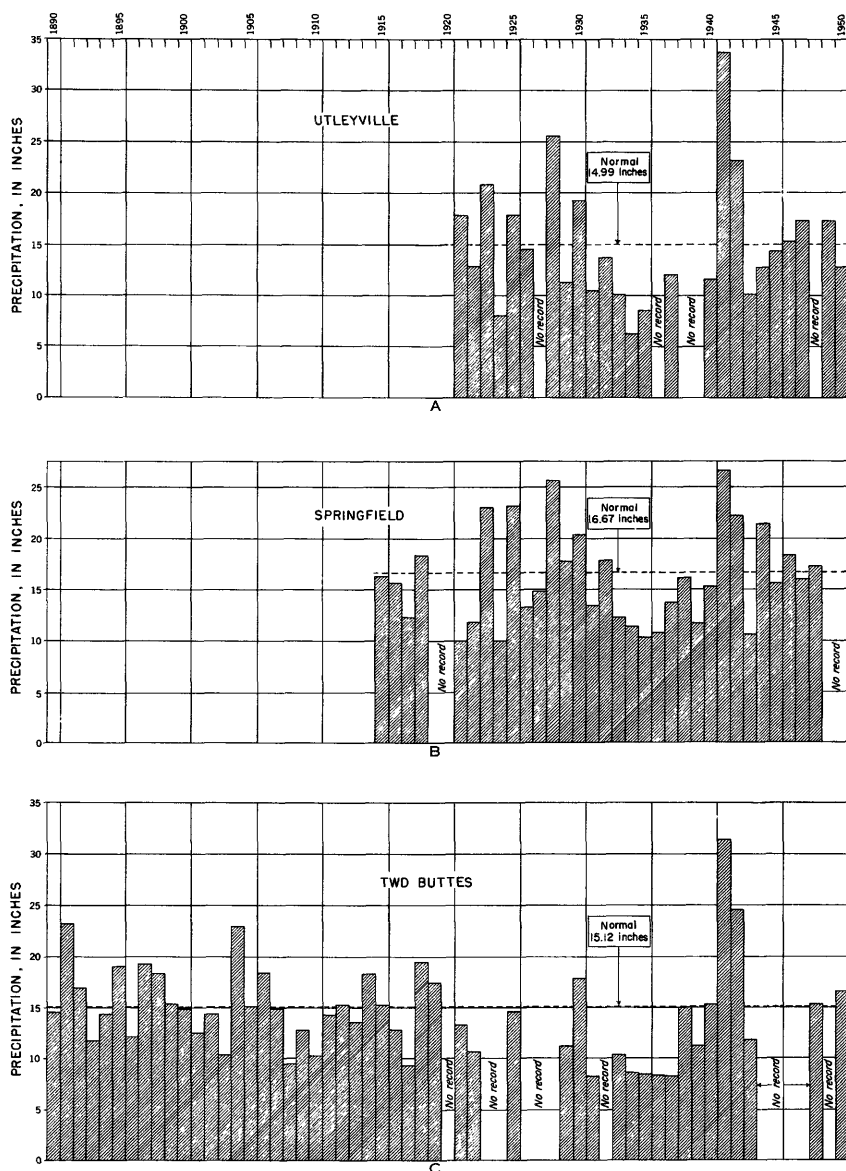 1890 1895 1900 1905 1910 1915 1920 1925 1930 1935 1940 1945 1950
PRECIPITATION, IN INCHES
35
30
25
20
15
10
5
0
UTLEYVILLE
Normal
14.99 inches
No record
No record
No record
No record
A
PRECIPITATION, IN INCHES
25
20
15
10
5
0
SPRINGFIELD
Normal
16.67 inches
No record
No record
B
PRECIPITATION, IN INCHES
35
30
25
20
15
10
5
0
TWD BUTTES
Normal
15.12 inches
No record
No record
No record
No record
No record
No record
C